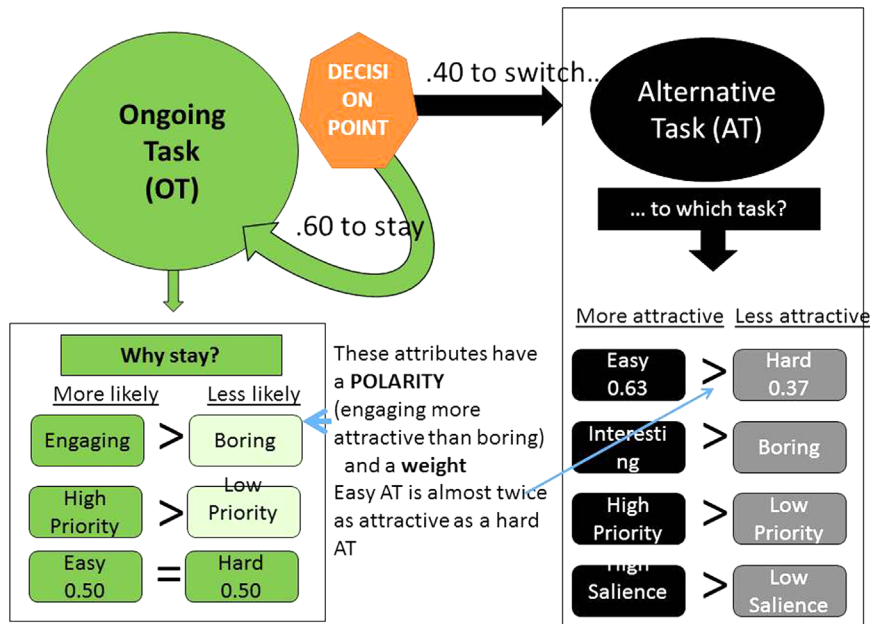 Ongoing
Task
(OT)
DECISI
ON
POINT
.40 to switch..
.60 to stay
Alternative
Task (AT)
... to which task?
Why stay?
More likely
Less likely
Engaging
>
Boring
High
Priority
>
Low
Priority
Easy
0.50
=
Hard
0.50
These attributes have
a POLARITY
(engaging more
attractive than boring)
and a weight
Easy AT is almost twice
as attractive as a hard
AT
More attractive
Less attractive
Easy
0.63
>
Hard
0.37
Interesti
ng
>
Boring
High
Priority
>
Low
Priority
High
Salience
>
Low
Salience